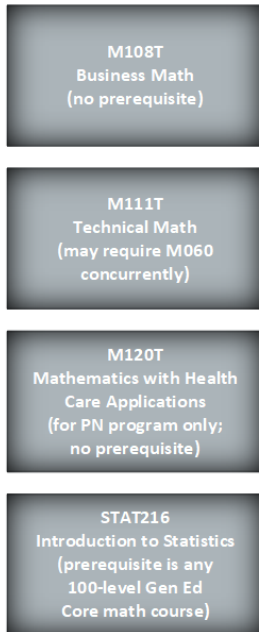 M108T
Business Math
(no prerequisite)
M111T
Technical Math
(may require M060
concurrently)
M120T
Mathematics with Health
Care Applications
(for PN program only;
no prerequisite)
STAT216
Introduction to Statistics
(prerequisite is any
100-level Gen Ed
Core math course)